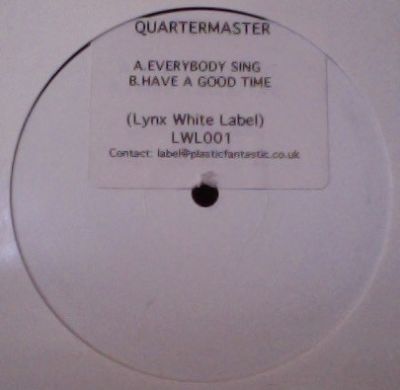 QUARTERMASTER
A.EVERYBODY SING
B.HAVE A GOOD TIME
(Lynx White Label)
LWL001
Contact: label@plasticfantastic.co.uk